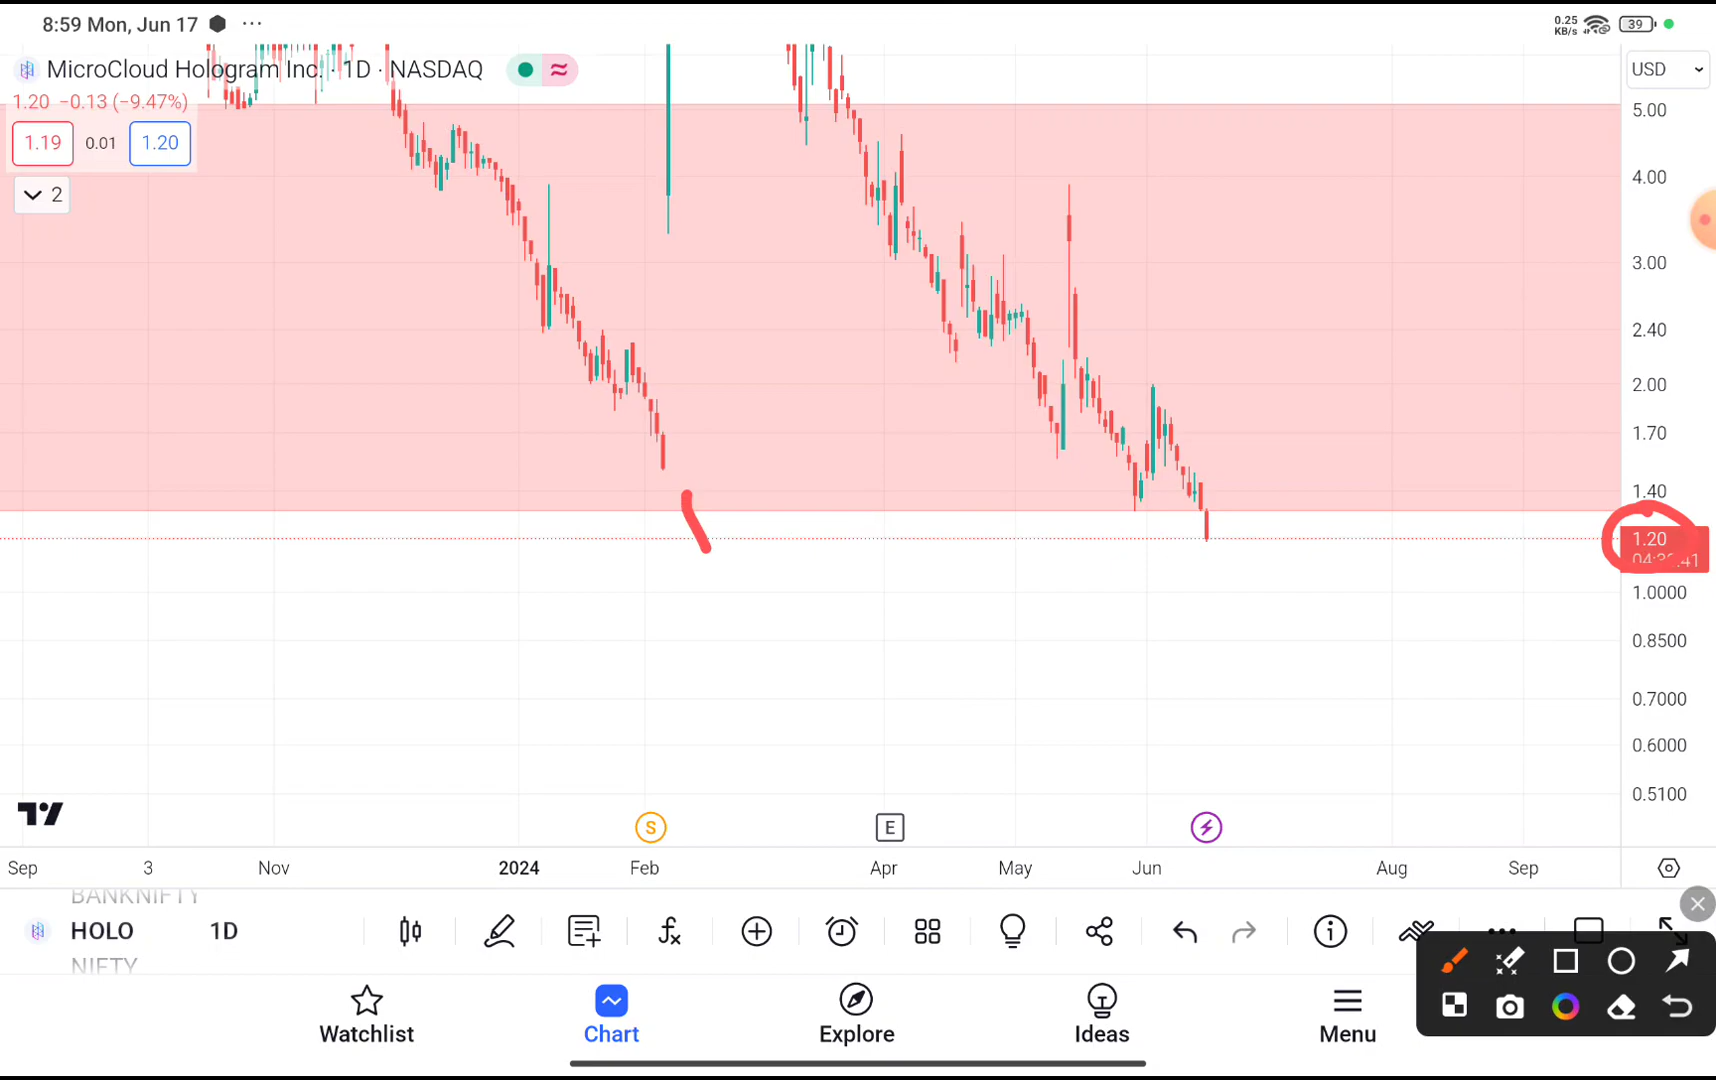 8:59 Mon, Jun 17
0.25 KB/s
39
MicroCloud Hologram Inc. · 1D · NASDAQ
USD
1.20 −0.13 (−9.47%)
1.19 0.01 1.20
2
5.00
4.00
3.00
2.40
2.00
1.70
1.40
1.20
1.0000
0.8500
0.7000
0.6000
0.5100
S E
Sep 3 Nov 2024 Feb Apr May Jun Aug Sep
BANKNIFTY
HOLO 1D
NIFTY
Watchlist Chart Explore Ideas Menu